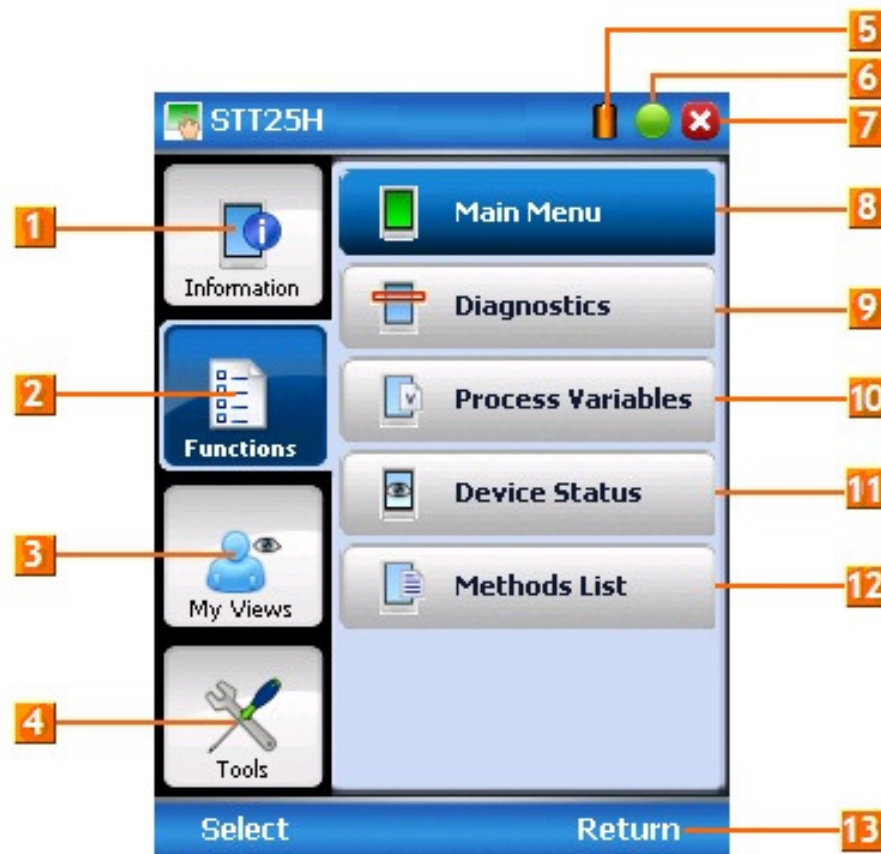 5
6
STT25H
7
1
Information
Main Menu
8
Diagnostics
9
2
Functions
Process Variables
10
Device Status
11
3
My Views
Methods List
12
4
Tools
Select
Return
13